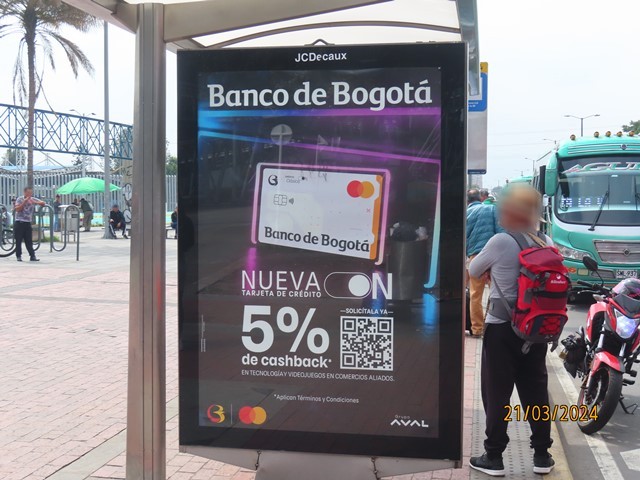 JCDecaux
Banco de Bogotá
Banco de Bogotá
NUEVA ON
TARJETA DE CRÉDITO
SOLICÍTALA YA
5%
de cashback*
EN TECNOLOGÍA Y VIDEOJUEGOS EN COMERCIOS ALIADOS.
*Aplican Términos y Condiciones
Grupo
AVAL
21/03/2024